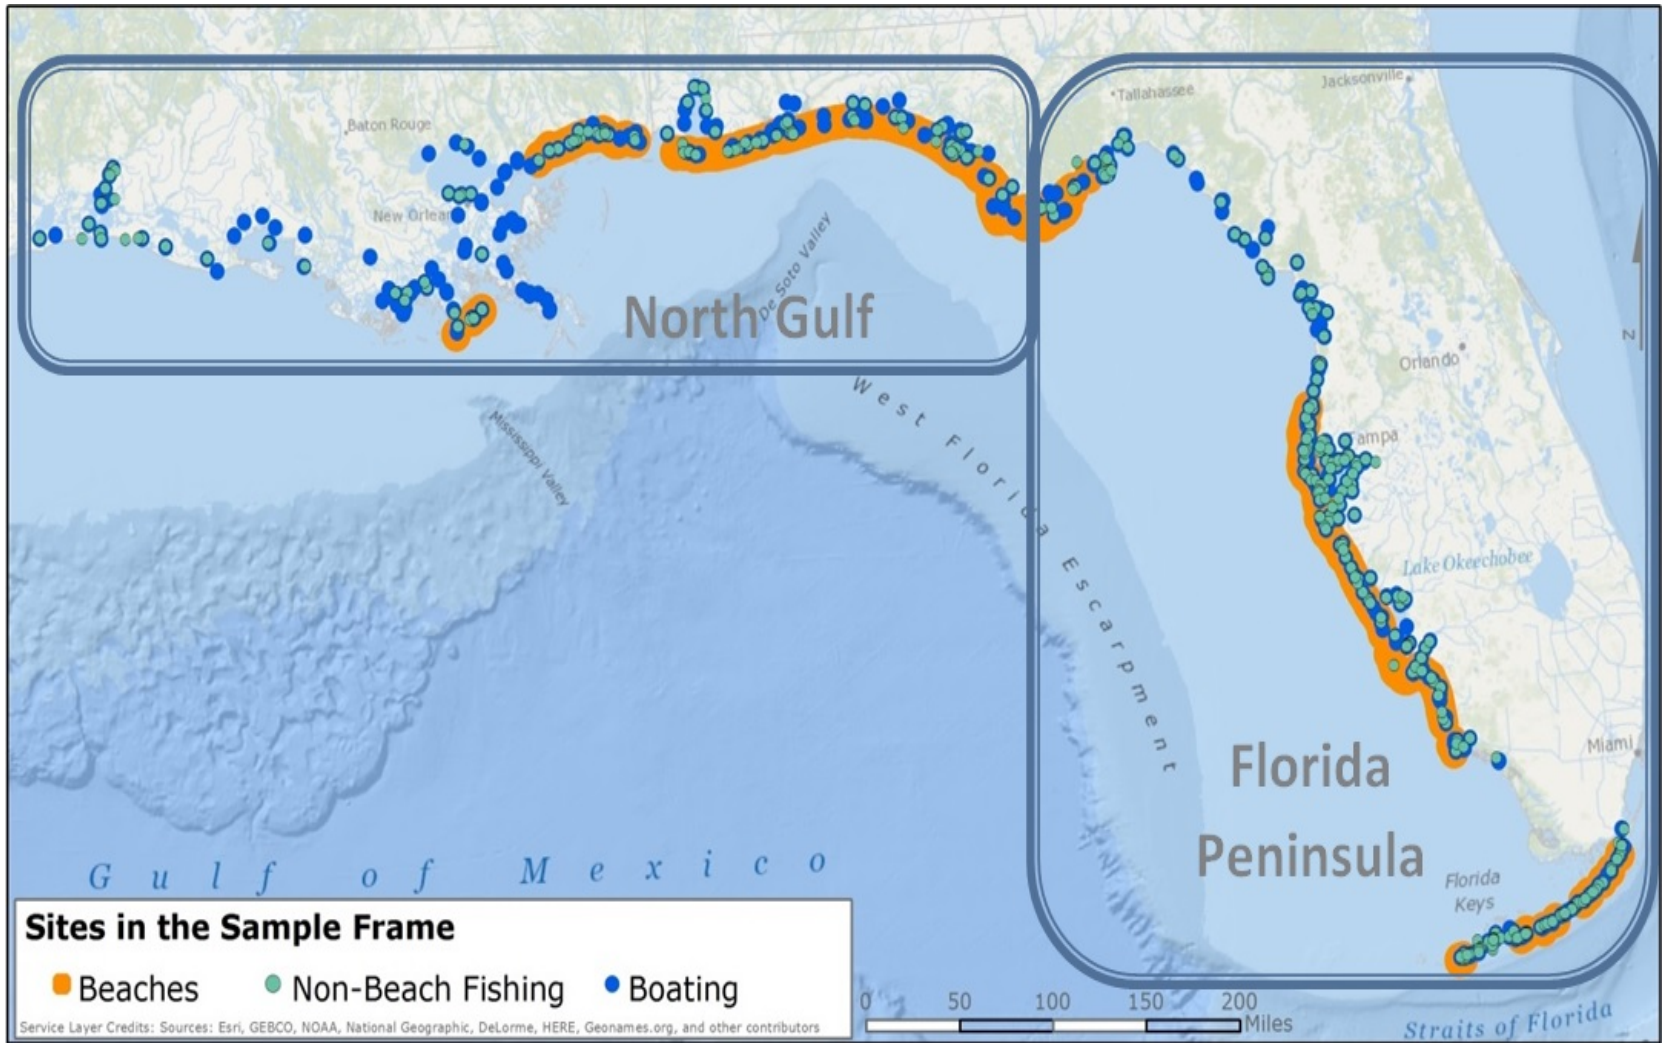 Jacksonville
Tallahassee
Baton Rouge
New Orlean
De Soto Valley
North Gulf
N
Orlando
West Florida Escarpment
Mississippi Valley
Tampa
Lake Okeechobee
Florida
Peninsula
Miami
Gulf of Mexico
Florida
Keys
Sites in the Sample Frame
Beaches
Non-Beach Fishing
Boating
Service Layer Credits: Sources: Esri, GEBCO, NOAA, National Geographic, DeLorme, HERE, Geonames.org, and other contributors
0 50 100 150 200
Miles
Straits of Florida